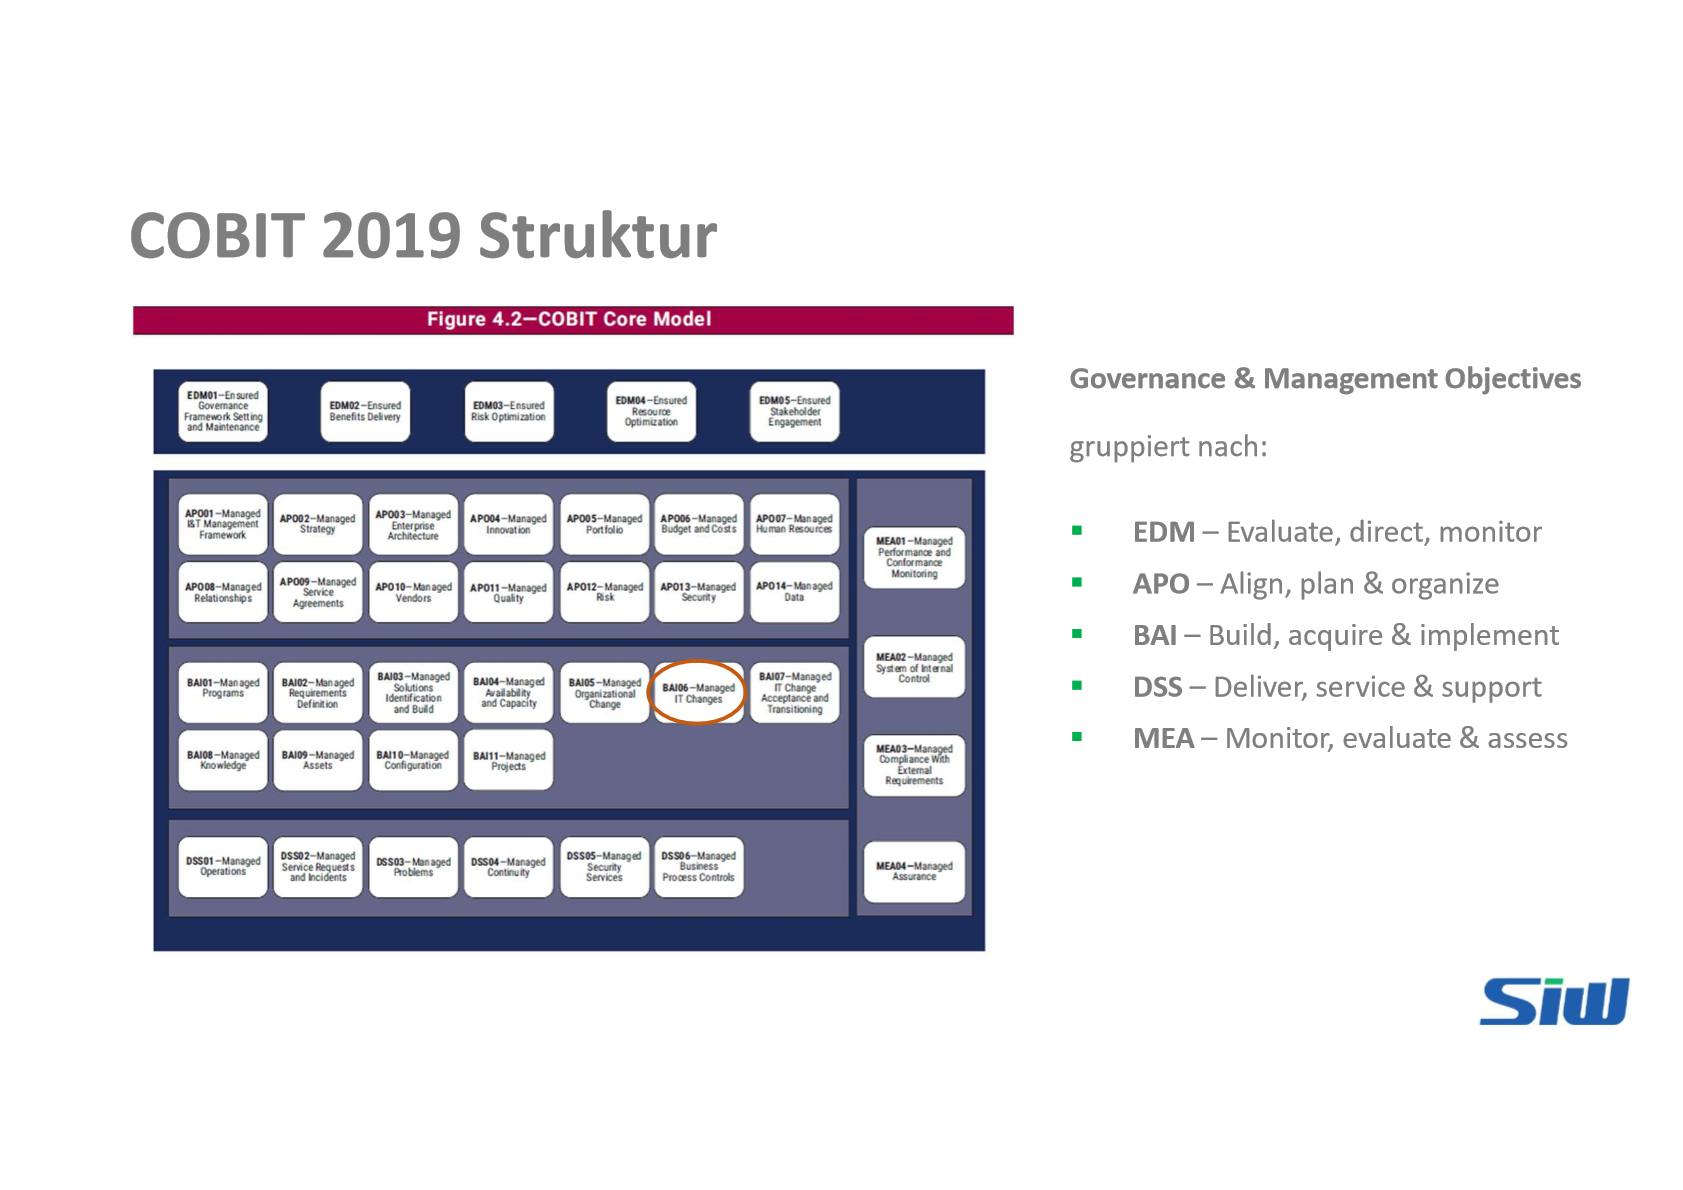 COBIT 2019 Struktur
Figure 4.2—COBIT Core Model
EDM01—Ensured
Governance
Framework Setting
and Maintenance
EDM02—Ensured
Benefits Delivery
EDM03—Ensured
Risk Optimization
EDM04—Ensured
Resource
Optimization
EDM05—Ensured
Stakeholder
Engagement
APO01—Managed
I&T Management
Framework
APO02—Managed
Strategy
APO03—Managed
Enterprise
Architecture
APO04—Managed
Innovation
APO05—Managed
Portfolio
APO06—Managed
Budget and Costs
APO07—Managed
Human Resources
APO08—Managed
Relationships
APO09—Managed
Service
Agreements
APO10—Managed
Vendors
APO11—Managed
Quality
APO12—Managed
Risk
APO13—Managed
Security
APO14—Managed
Data
BAI01—Managed
Programs
BAI02—Managed
Requirements
Definition
BAI03—Managed
Solutions
Identification
and Build
BAI04—Managed
Availability
and Capacity
BAI05—Managed
Organizational
Change
BAI06—Managed
IT Changes
BAI07—Managed
IT Change
Acceptance and
Transitioning
BAI08—Managed
Knowledge
BAI09—Managed
Assets
BAI10—Managed
Configuration
BAI11—Managed
Projects
DSS01—Managed
Operations
DSS02—Managed
Service Requests
and Incidents
DSS03—Managed
Problems
DSS04—Managed
Continuity
DSS05—Managed
Security
Services
DSS06—Managed
Business
Process Controls
MEA01—Managed
Performance and
Conformance
Monitoring
MEA02—Managed
System of Internal
Control
MEA03—Managed
Compliance With
External
Requirements
MEA04—Managed
Assurance
Governance & Management Objectives
gruppiert nach:
▪ EDM – Evaluate, direct, monitor
▪ APO – Align, plan & organize
▪ BAI – Build, acquire & implement
▪ DSS – Deliver, service & support
▪ MEA – Monitor, evaluate & assess
SIW